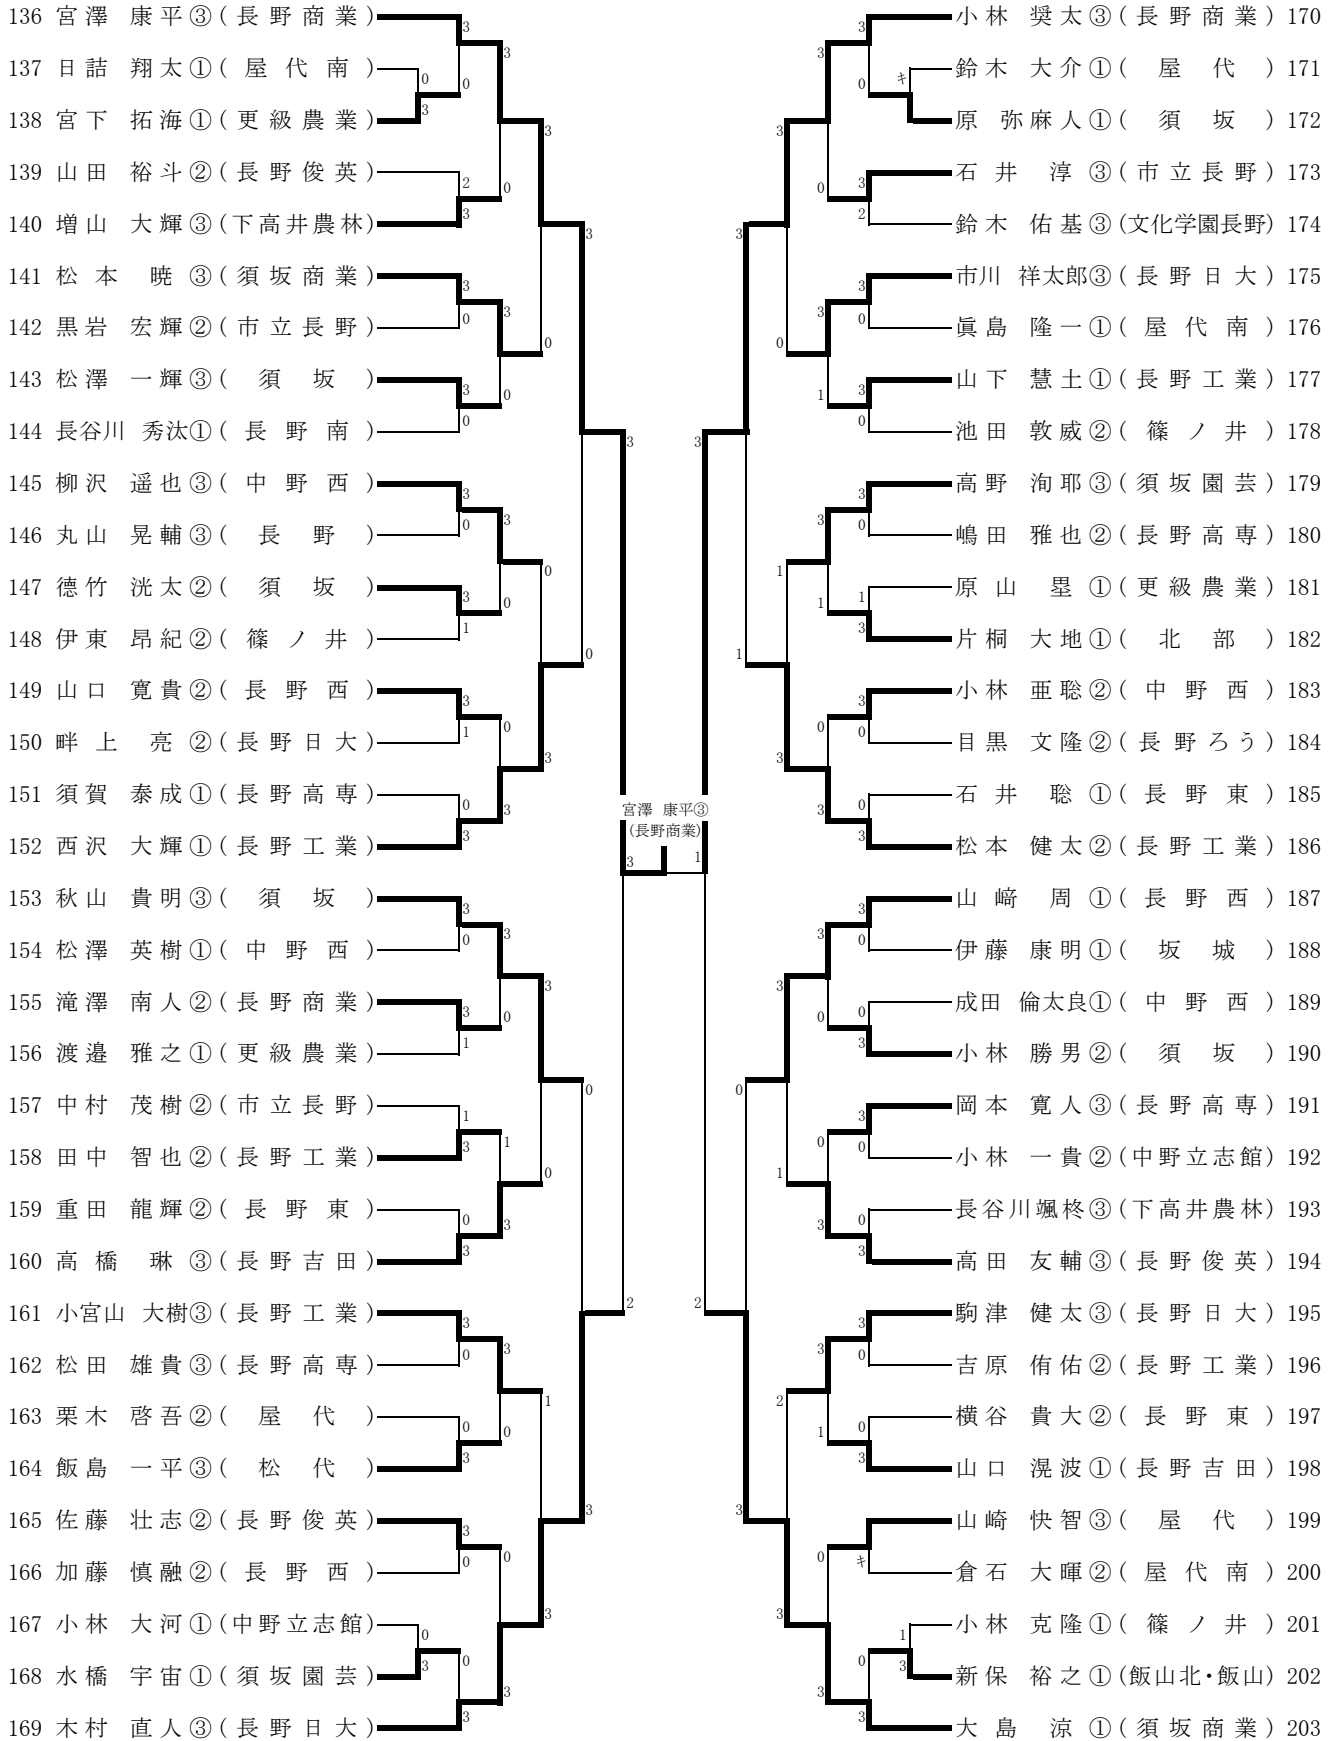 136 宮澤 康平③(長野商業)
137 日詰 翔太①(屋代南)
138 宮下 拓海①(更級農業)
139 山田 裕斗②(長野俊英)
140 増山 大輝③(下高井農林)
141 松本 暁③(須坂商業)
142 黒岩 宏輝②(市立長野)
143 松澤 一輝③(須坂)
144 長谷川 秀汰①(長野南)
145 柳沢 遥也③(中野西)
146 丸山 晃輔③(長野)
147 德竹 洸太②(須坂)
148 伊東 昂紀②(篠ノ井)
149 山口 寛貴②(長野西)
150 畔上 亮②(長野日大)
151 須賀 泰成①(長野高専)
152 西沢 大輝①(長野工業)
153 秋山 貴明③(須坂)
154 松澤 英樹①(中野西)
155 滝澤 南人②(長野商業)
156 渡邉 雅之①(更級農業)
157 中村 茂樹②(市立長野)
158 田中 智也②(長野工業)
159 重田 龍輝②(長野東)
160 高橋 琳③(長野吉田)
161 小宮山 大樹③(長野工業)
162 松田 雄貴③(長野高専)
163 栗木 啓吾②(屋代)
164 飯島 一平③(松代)
165 佐藤 壮志②(長野俊英)
166 加藤 慎融②(長野西)
167 小林 大河①(中野立志館)
168 水橋 宇宙①(須坂園芸)
169 木村 直人③(長野日大)
宮澤 康平③
(長野商業)
3 1
小林 奨太③(長野商業) 170
鈴木 大介①(屋代) 171
原 弥麻人①(須坂) 172
石井 淳③(市立長野) 173
鈴木 佑基③(文化学園長野) 174
市川 祥太郎③(長野日大) 175
眞島 隆一①(屋代南) 176
山下 慧士①(長野工業) 177
池田 敦威②(篠ノ井) 178
高野 洵耶③(須坂園芸) 179
嶋田 雅也②(長野高専) 180
原山 塁①(更級農業) 181
片桐 大地①(北部) 182
小林 亜聡②(中野西) 183
目黒 文隆②(長野ろう) 184
石井 聡①(長野東) 185
松本 健太②(長野工業) 186
山﨑 周①(長野西) 187
伊藤 康明①(坂城) 188
成田 倫太良①(中野西) 189
小林 勝男②(須坂) 190
岡本 寛人③(長野高専) 191
小林 一貴②(中野立志館) 192
長谷川颯柊③(下高井農林) 193
高田 友輔③(長野俊英) 194
駒津 健太③(長野日大) 195
吉原 侑佑②(長野工業) 196
横谷 貴大②(長野東) 197
山口 滉波①(長野吉田) 198
山崎 快智③(屋代) 199
倉石 大暉②(屋代南) 200
小林 克隆①(篠ノ井) 201
新保 裕之①(飯山北・飯山) 202
大島 涼①(須坂商業) 203